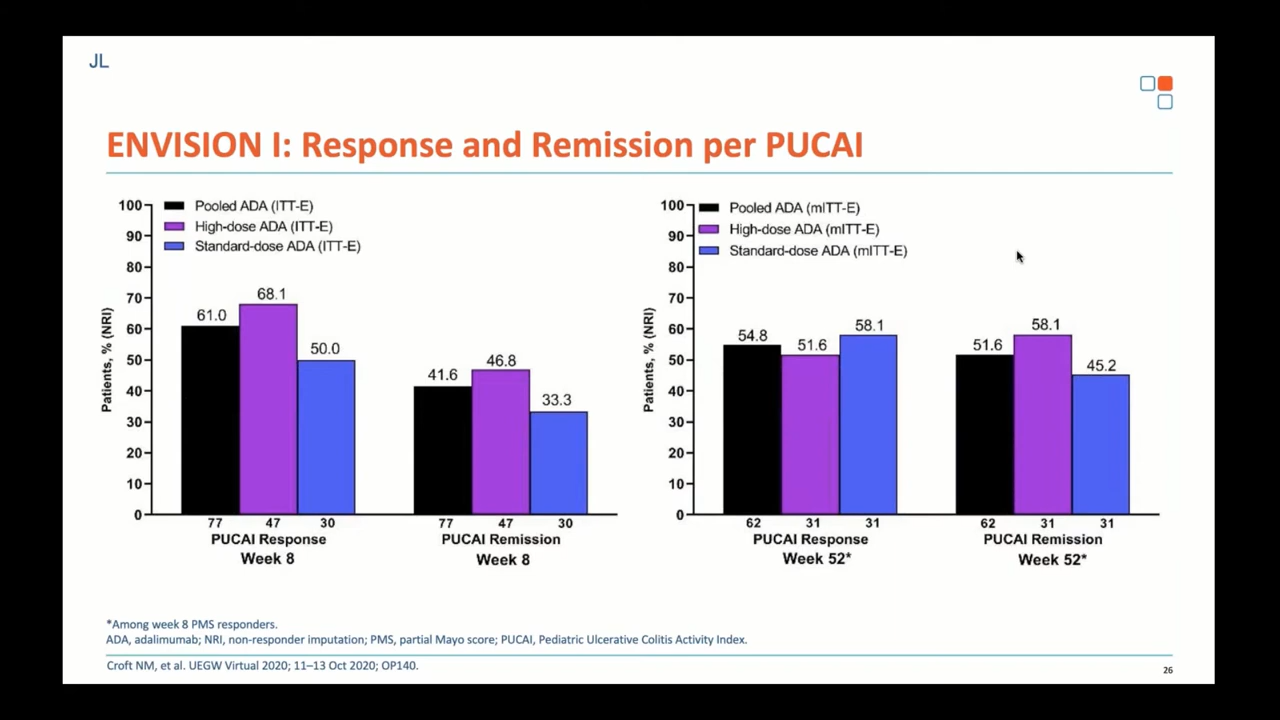 JL
ENVISION I: Response and Remission per PUCAI
Pooled ADA (ITT-E)
High-dose ADA (ITT-E)
Standard-dose ADA (ITT-E)
Patients, % (NRI)
100
90
80
70
60
50
40
30
20
10
0
61.0
68.1
50.0
41.6
46.8
33.3
77 47 30 77 47 30
PUCAI Response PUCAI Remission
Week 8 Week 8
Pooled ADA (mITT-E)
High-dose ADA (mITT-E)
Standard-dose ADA (mITT-E)
Patients, % (NRI)
100
90
80
70
60
50
40
30
20
10
0
54.8
51.6
58.1
51.6
58.1
45.2
62 31 31 62 31 31
PUCAI Response PUCAI Remission
Week 52* Week 52*
*Among week 8 PMS responders.
ADA, adalimumab; NRI, non-responder imputation; PMS, partial Mayo score; PUCAI, Pediatric Ulcerative Colitis Activity Index.
Croft NM, et al. UEGW Virtual 2020; 11–13 Oct 2020; OP140.
26